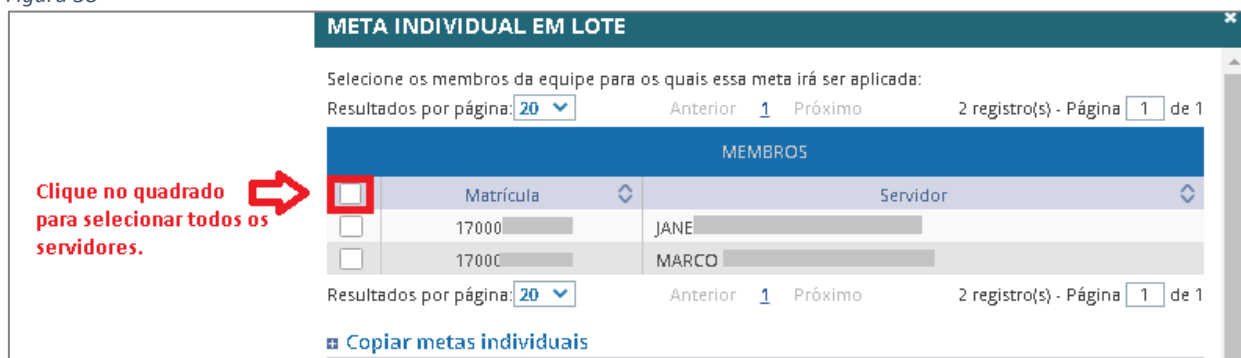 META INDIVIDUAL EM LOTE
Selecione os membros da equipe para os quais essa meta irá ser aplicada:
Resultados por página: 20 Anterior 1 Próximo 2 registro(s) - Página 1 de 1
MEMBROS
Matrícula Servidor
17000 JANE
17000 MARCO
Resultados por página: 20 Anterior 1 Próximo 2 registro(s) - Página 1 de 1
Copiar metas individuais
Clique no quadrado
para selecionar todos os
servidores.